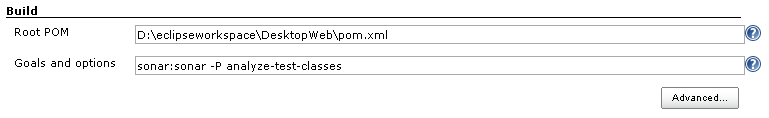 Build
Root POM
D:\eclipseworkspace\DesktopWeb\pom.xml
Goals and options
sonar:sonar -P analyze-test-classes
Advanced...